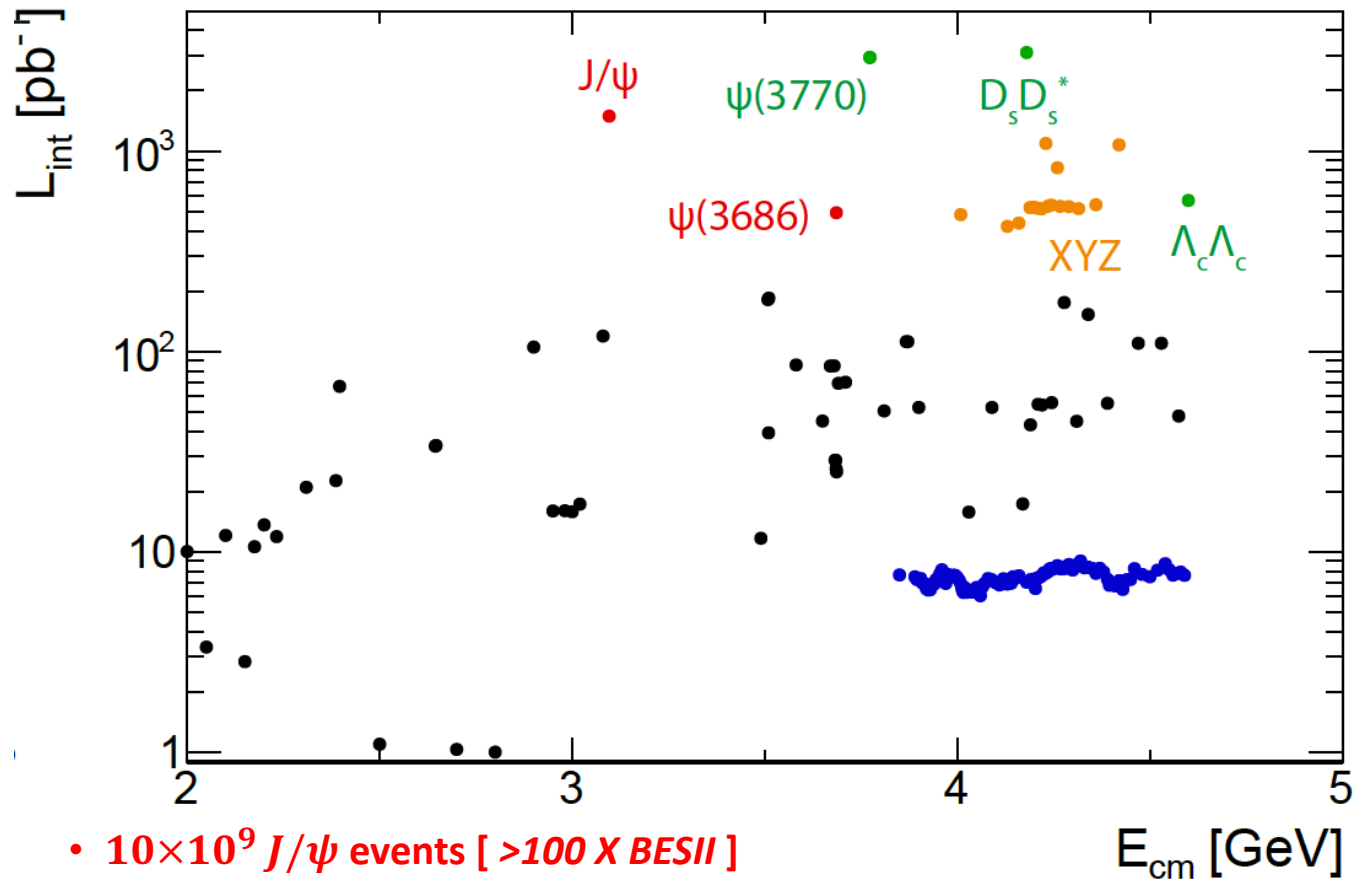 L_int [pb⁻¹]
J/ψ
ψ(3770)
D_sD_s*
10³
ψ(3686)
XYZ
Λ_cΛ_c
10²
10
1
2 3 4 5
E_cm [GeV]
• 10×10⁹ J/ψ events [ >100 X BESII ]